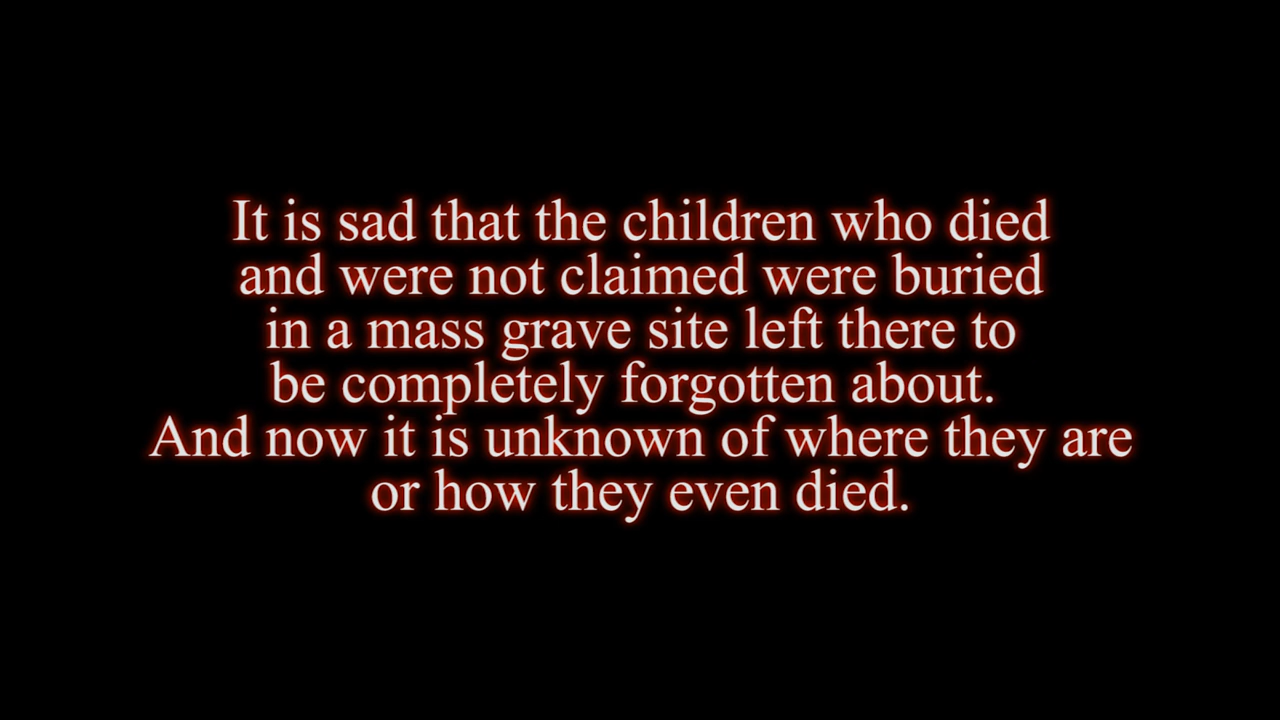 It is sad that the children who died
and were not claimed were buried
in a mass grave site left there to
be completely forgotten about.
And now it is unknown of where they are
or how they even died.